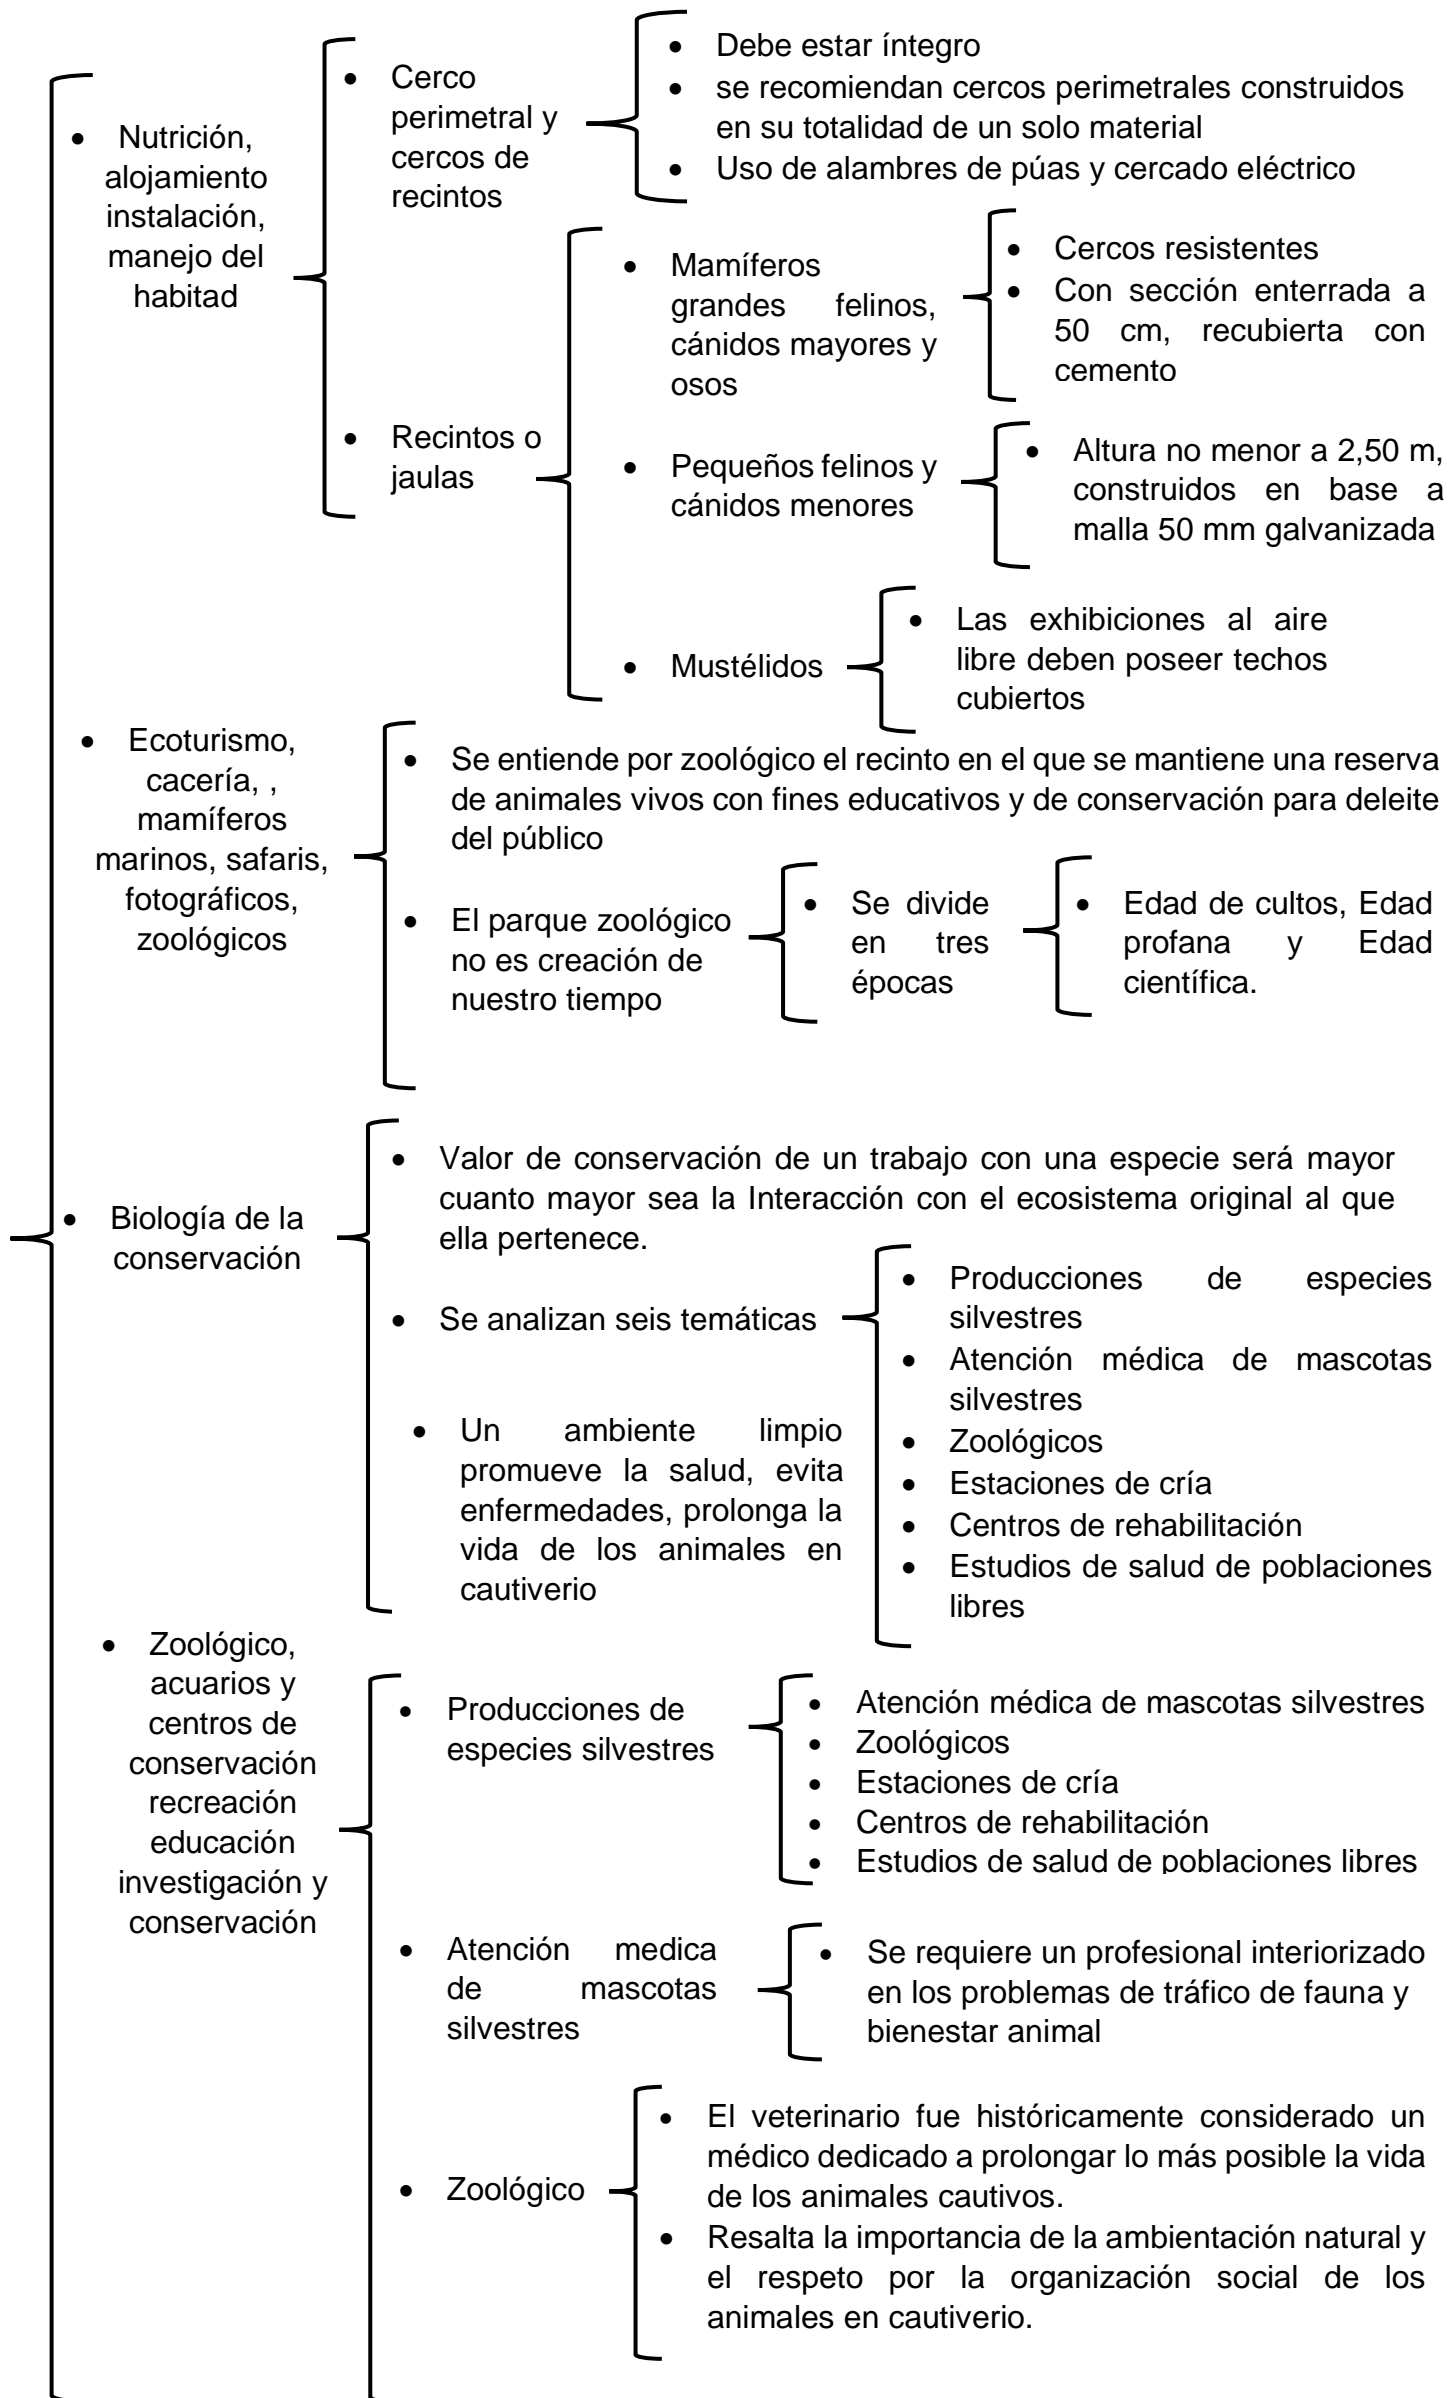 • Nutrición,
alojamiento
instalación,
manejo del
habitad
• Cerco
perimetral y
cercos de
recintos
• Debe estar íntegro
• se recomiendan cercos perimetrales construidos
en su totalidad de un solo material
• Uso de alambres de púas y cercado eléctrico
• Recintos o
jaulas
• Mamíferos
grandes felinos,
cánidos mayores y
osos
• Cercos resistentes
• Con sección enterrada a
50 cm, recubierta con
cemento
• Pequeños felinos y
cánidos menores
• Altura no menor a 2,50 m,
construidos en base a
malla 50 mm galvanizada
• Mustélidos
• Las exhibiciones al aire
libre deben poseer techos
cubiertos
• Ecoturismo,
cacería, ,
mamíferos
marinos, safaris,
fotográficos,
zoológicos
• Se entiende por zoológico el recinto en el que se mantiene una reserva
de animales vivos con fines educativos y de conservación para deleite
del público
• El parque zoológico
no es creación de
nuestro tiempo
• Se divide
en tres
épocas
• Edad de cultos, Edad
profana y Edad
científica.
• Biología de la
conservación
• Valor de conservación de un trabajo con una especie será mayor
cuanto mayor sea la Interacción con el ecosistema original al que
ella pertenece.
• Se analizan seis temáticas
• Producciones de especies
silvestres
• Atención médica de mascotas
silvestres
• Zoológicos
• Estaciones de cría
• Centros de rehabilitación
• Estudios de salud de poblaciones
libres
• Un ambiente limpio
promueve la salud, evita
enfermedades, prolonga la
vida de los animales en
cautiverio
• Zoológico,
acuarios y
centros de
conservación
recreación
educación
investigación y
conservación
• Producciones de
especies silvestres
• Atención médica de mascotas silvestres
• Zoológicos
• Estaciones de cría
• Centros de rehabilitación
• Estudios de salud de poblaciones libres
• Atención medica
de mascotas
silvestres
• Se requiere un profesional interiorizado
en los problemas de tráfico de fauna y
bienestar animal
• Zoológico
• El veterinario fue históricamente considerado un
médico dedicado a prolongar lo más posible la vida
de los animales cautivos.
• Resalta la importancia de la ambientación natural y
el respeto por la organización social de los
animales en cautiverio.